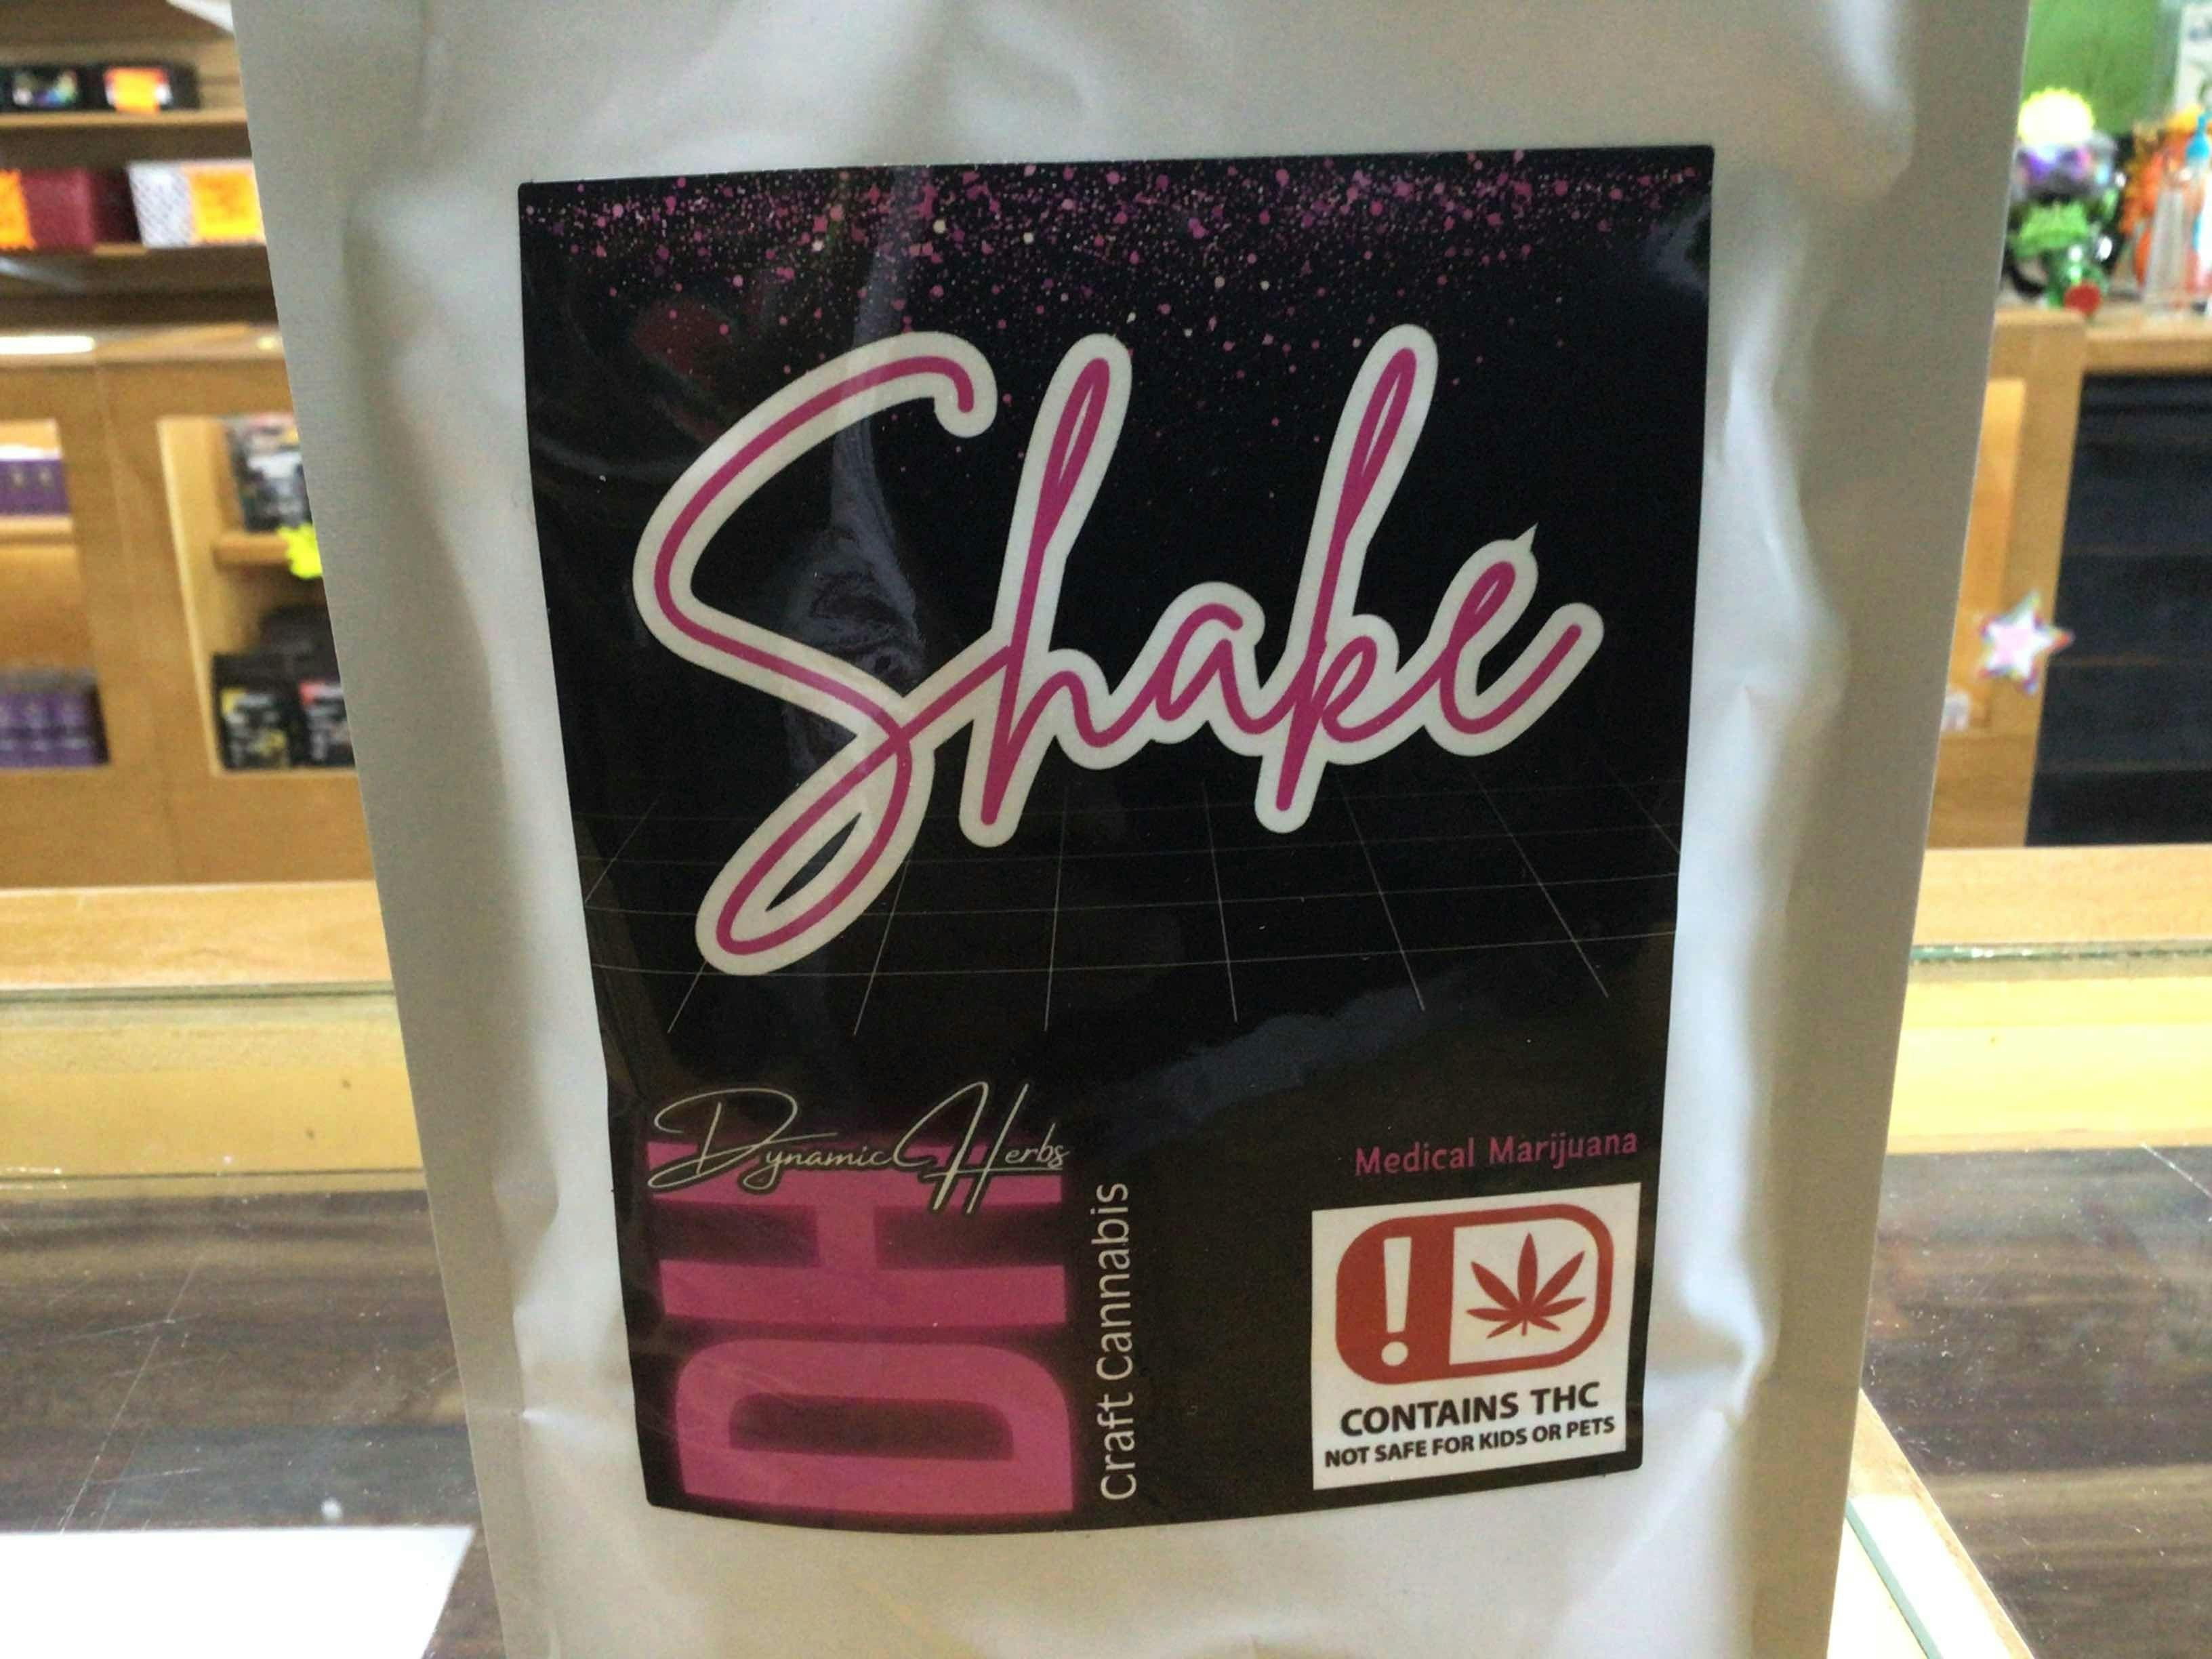 Shake
Dynamic Herbs
DH
Craft Cannabis
Medical Marijuana
!
CONTAINS THC
NOT SAFE FOR KIDS OR PETS